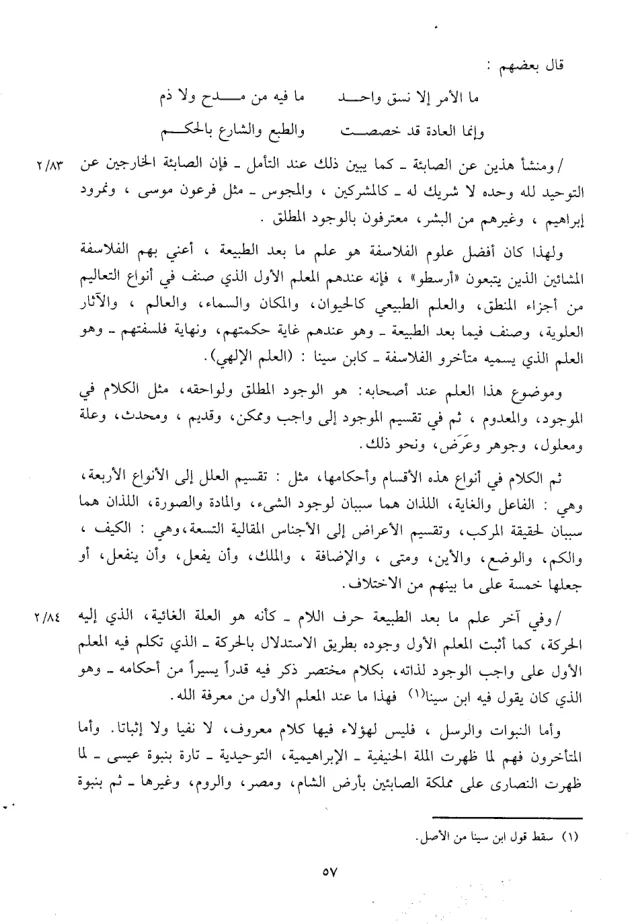 قال بعضهم :
ما الأمر إلا نسق واحــــد ما فيه من مــــدح ولا ذم
وإنما العادة قد خصصــت والطبع والشارع بالحكــم
/ ومنشأ هذين عن الصابئة ـ كما يبين ذلك عند التأمل ـ فإن الصابئة الخارجين عن ٢/٨٣
التوحيد لله وحده لا شريك له ـ كالمشركين ، والمجوس ـ مثل فرعون موسى ، ونمرود
إبراهيم ، وغيرهم من البشر، معترفون بالوجود المطلق .
ولهذا كان أفضل علوم الفلاسفة هو علم ما بعد الطبيعة ، أعني بهم الفلاسفة
المشائين الذين يتبعون «أرسطو» ، فإنه عندهم المعلم الأول الذي صنف في أنواع التعاليم
من أجزاء المنطق، والعلم الطبيعي كالحيوان، والمكان والسماء، والعالم ، والآثار
العلوية، وصنف فيما بعد الطبيعة ـ وهو عندهم غاية حكمتهم، ونهاية فلسفتهم ـ وهو
العلم الذي يسميه متأخرو الفلاسفة ـ كابن سينا : (العلم الإلهي).
وموضوع هذا العلم عند أصحابه: هو الوجود المطلق ولواحقه، مثل الكلام في
الموجود، والمعدوم ، ثم في تقسيم الموجود إلى واجب وممكن، وقديم ، ومحدث، وعلة
ومعلول، وجوهر وعَرَض، ونحو ذلك.
ثم الكلام في أنواع هذه الأقسام وأحكامها، مثل : تقسيم العلل إلى الأنواع الأربعة،
وهي : الفاعل والغاية، اللذان هما سببان لوجود الشىء، والمادة والصورة، اللذان هما
سببان لحقيقة المركب، وتقسيم الأعراض إلى الأجناس المقالية التسعة،وهي : الكيف ،
والكم، والوضع، والأين، ومتى ، والإضافة ، والملك، وأن يفعل، وأن ينفعل، أو
جعلها خمسة على ما بينهم من الاختلاف.
/ وفي آخر علم ما بعد الطبيعة حرف اللام ـ كأنه هو العلة الغائية، الذي إليه ٢/٨٤
الحركة، كما أثبت المعلم الأول وجوده بطريق الاستدلال بالحركة ـ الذي تكلم فيه المعلم
الأول على واجب الوجود لذاته، بكلام مختصر ذكر فيه قدراً يسيراً من أحكامه ـ وهو
الذي كان يقول فيه ابن سينا(١) فهذا ما عند المعلم الأول من معرفة الله.
وأما النبوات والرسل ، فليس لهؤلاء فيها كلام معروف، لا نفيا ولا إثباتا. وأما
المتأخرون فهم لما ظهرت الملة الحنيفية ـ الإبراهيمية، التوحيدية ـ تارة بنبوة عيسى ـ لما
ظهرت النصارى على مملكة الصابئين بأرض الشام، ومصر، والروم، وغيرها ـ ثم بنبوة
(١) سقط قول ابن سينا من الأصل.
٥٧